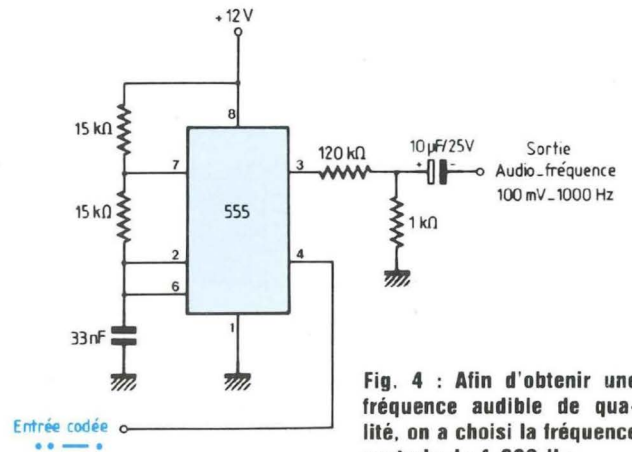 +12V
8
15 kΩ
7
15 kΩ
555
3
120 kΩ
10 µF/25V
+
-
Sortie
Audio_fréquence
100 mV_1000 Hz
1 kΩ
2
4
6
33nF
1
Entrée codée
Fig. 4 : Afin d'obtenir une
fréquence audible de qua-
lité, on a choisi la fréquence